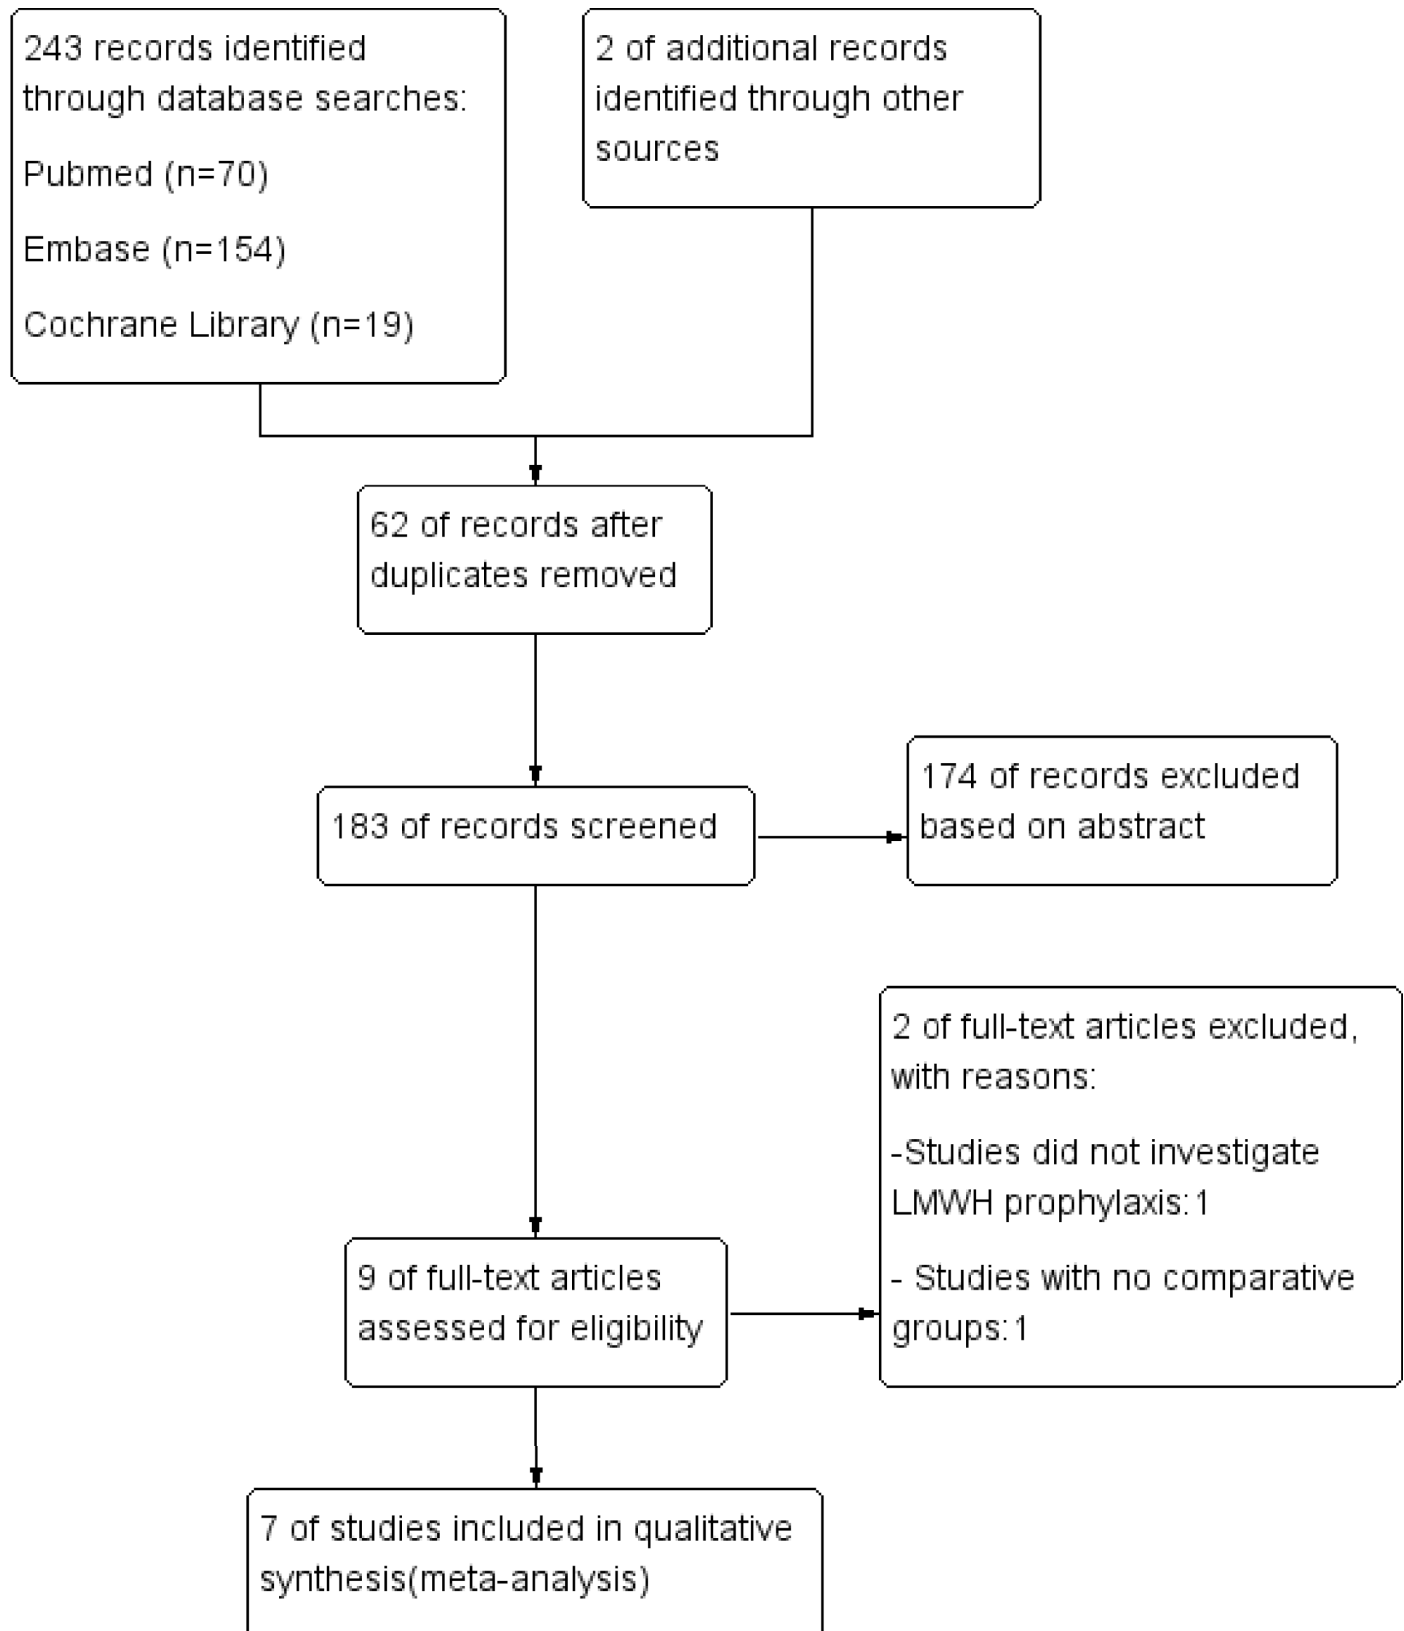 243 records identified
through database searches:
Pubmed (n=70)
Embase (n=154)
Cochrane Library (n=19)
2 of additional records
identified through other
sources
62 of records after
duplicates removed
183 of records screened
174 of records excluded
based on abstract
9 of full-text articles
assessed for eligibility
2 of full-text articles excluded,
with reasons:
-Studies did not investigate
LMWH prophylaxis:1
- Studies with no comparative
groups:1
7 of studies included in qualitative
synthesis(meta-analysis)